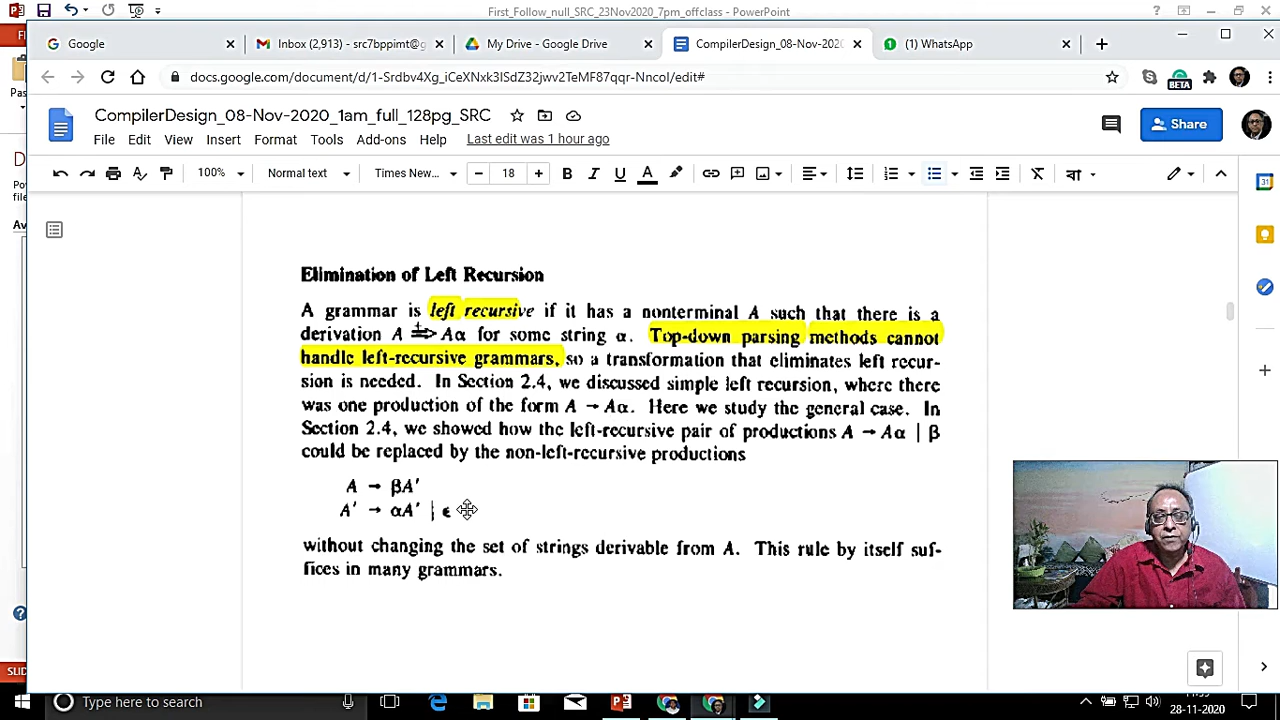 First_Follow_null_SRC_23Nov2020_7pm_offclass - PowerPoint
Google
Inbox (2,913) - src7bppimt@g
My Drive - Google Drive
CompilerDesign_08-Nov-2020
(1) WhatsApp
docs.google.com/document/d/1-Srdbv4Xg_iCeXNxk3ISdZ32jwv2TeMF87qqr-Nncol/edit#
BETA
CompilerDesign_08-Nov-2020_1am_full_128pg_SRC
File Edit View Insert Format Tools Add-ons Help Last edit was 1 hour ago
Share
100% Normal text Times New... 18
Elimination of Left Recursion
A grammar is left recursive if it has a nonterminal A such that there is a
derivation A ⇒+ Aα for some string α. Top-down parsing methods cannot
handle left-recursive grammars, so a transformation that eliminates left recur-
sion is needed. In Section 2.4, we discussed simple left recursion, where there
was one production of the form A → Aα. Here we study the general case. In
Section 2.4, we showed how the left-recursive pair of productions A → Aα | β
could be replaced by the non-left-recursive productions
A → βA′
A′ → αA′ | ϵ
without changing the set of strings derivable from A. This rule by itself suf-
fices in many grammars.
Type here to search
28-11-2020